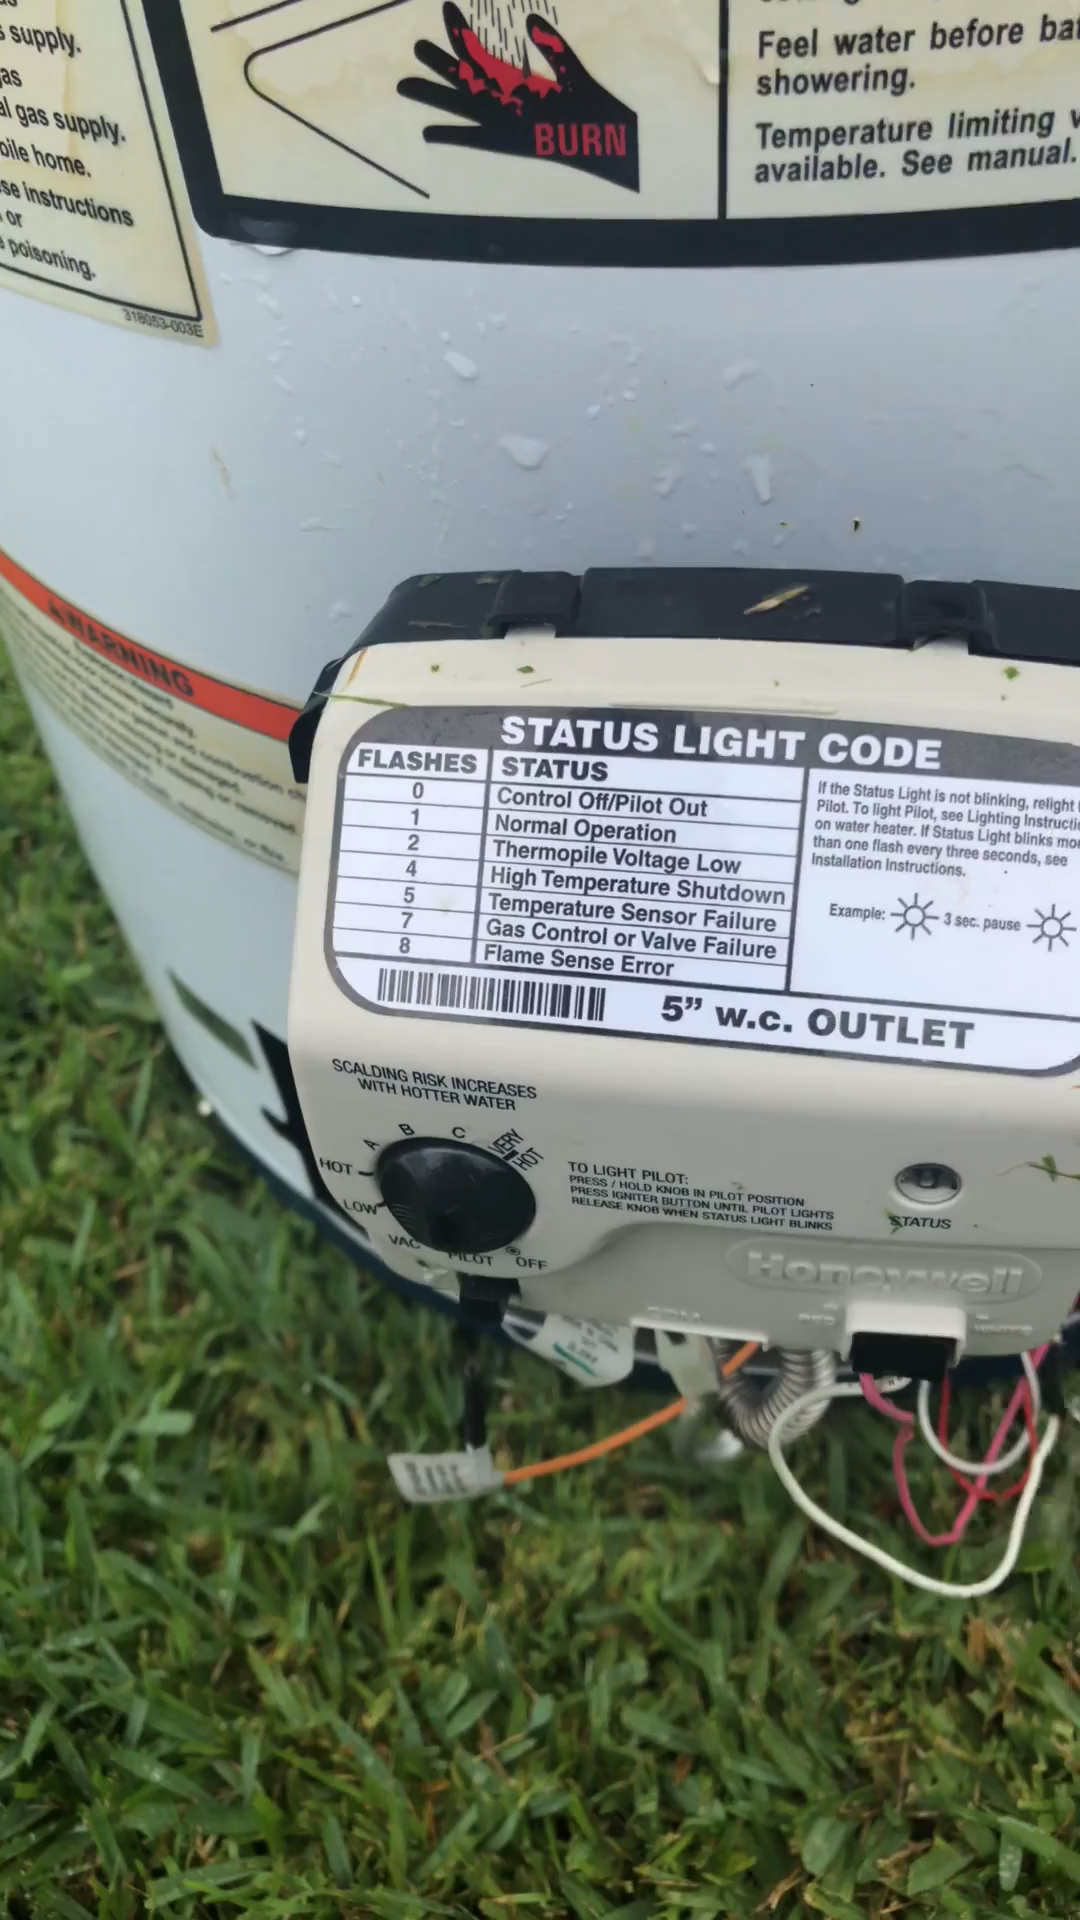 supply.
as
al gas supply.
oile home.
se instructions
or
poisoning.
318053-003E
BURN
Feel water before bat
showering.
Temperature limiting v
available. See manual.
WARNING
STATUS LIGHT CODE
FLASHES STATUS
0 Control Off/Pilot Out
1 Normal Operation
2 Thermopile Voltage Low
4 High Temperature Shutdown
5 Temperature Sensor Failure
7 Gas Control or Valve Failure
8 Flame Sense Error
If the Status Light is not blinking, relight
Pilot. To light Pilot, see Lighting Instructi
on water heater. If Status Light blinks mo
than one flash every three seconds, see
Installation Instructions.
Example: 3 sec. pause
5” w.c. OUTLET
SCALDING RISK INCREASES
WITH HOTTER WATER
A B C VERY HOT
HOT
LOW
VAC PILOT OFF
TO LIGHT PILOT:
PRESS / HOLD KNOB IN PILOT POSITION
PRESS IGNITER BUTTON UNTIL PILOT LIGHTS
RELEASE KNOB WHEN STATUS LIGHT BLINKS
STATUS
Honeywell